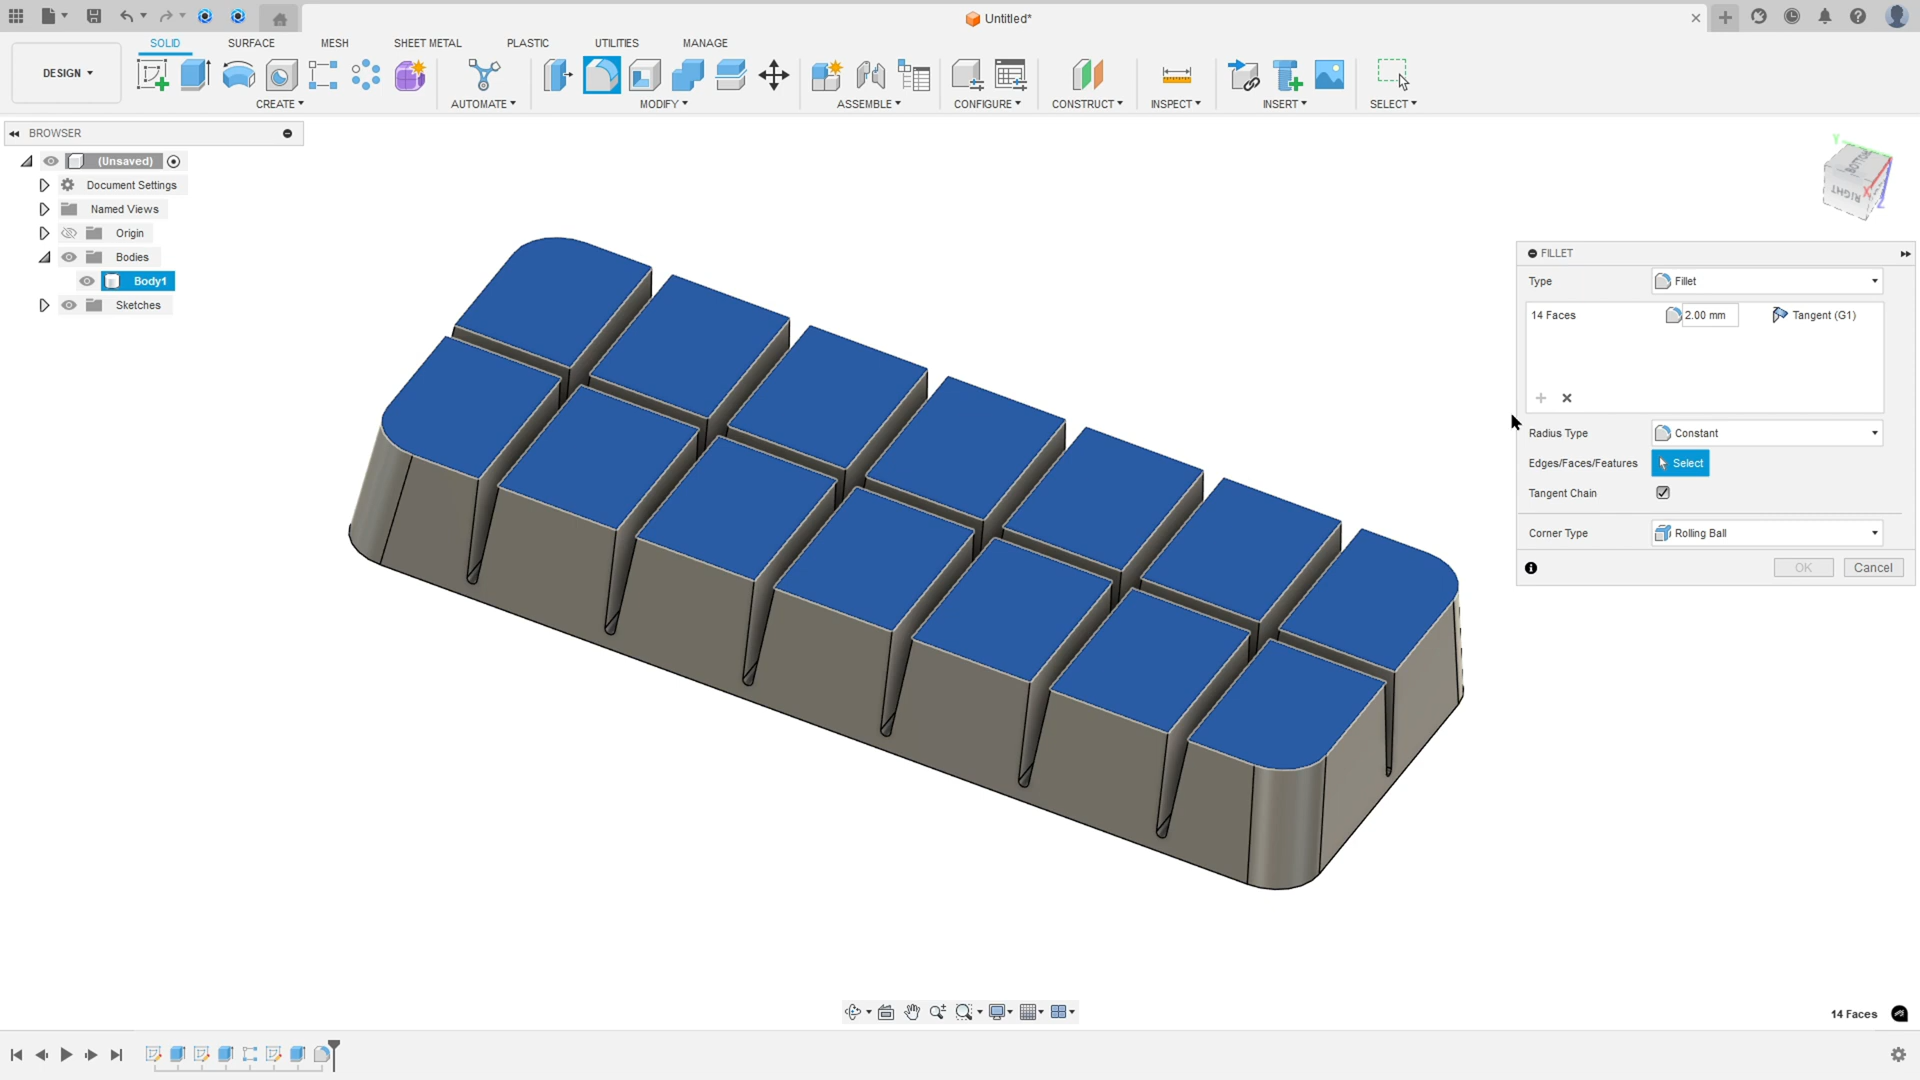 Untitled*
DESIGN
SOLID SURFACE MESH SHEET METAL PLASTIC UTILITIES MANAGE
CREATE AUTOMATE MODIFY ASSEMBLE CONFIGURE CONSTRUCT INSPECT INSERT SELECT
BROWSER
(Unsaved)
Document Settings
Named Views
Origin
Bodies
Body1
Sketches
RIGHT
BOTTOM
Y
X
Z
FILLET
Type Fillet
14 Faces 2.00 mm Tangent (G1)
Radius Type Constant
Edges/Faces/Features Select
Tangent Chain
Corner Type Rolling Ball
OK Cancel
14 Faces